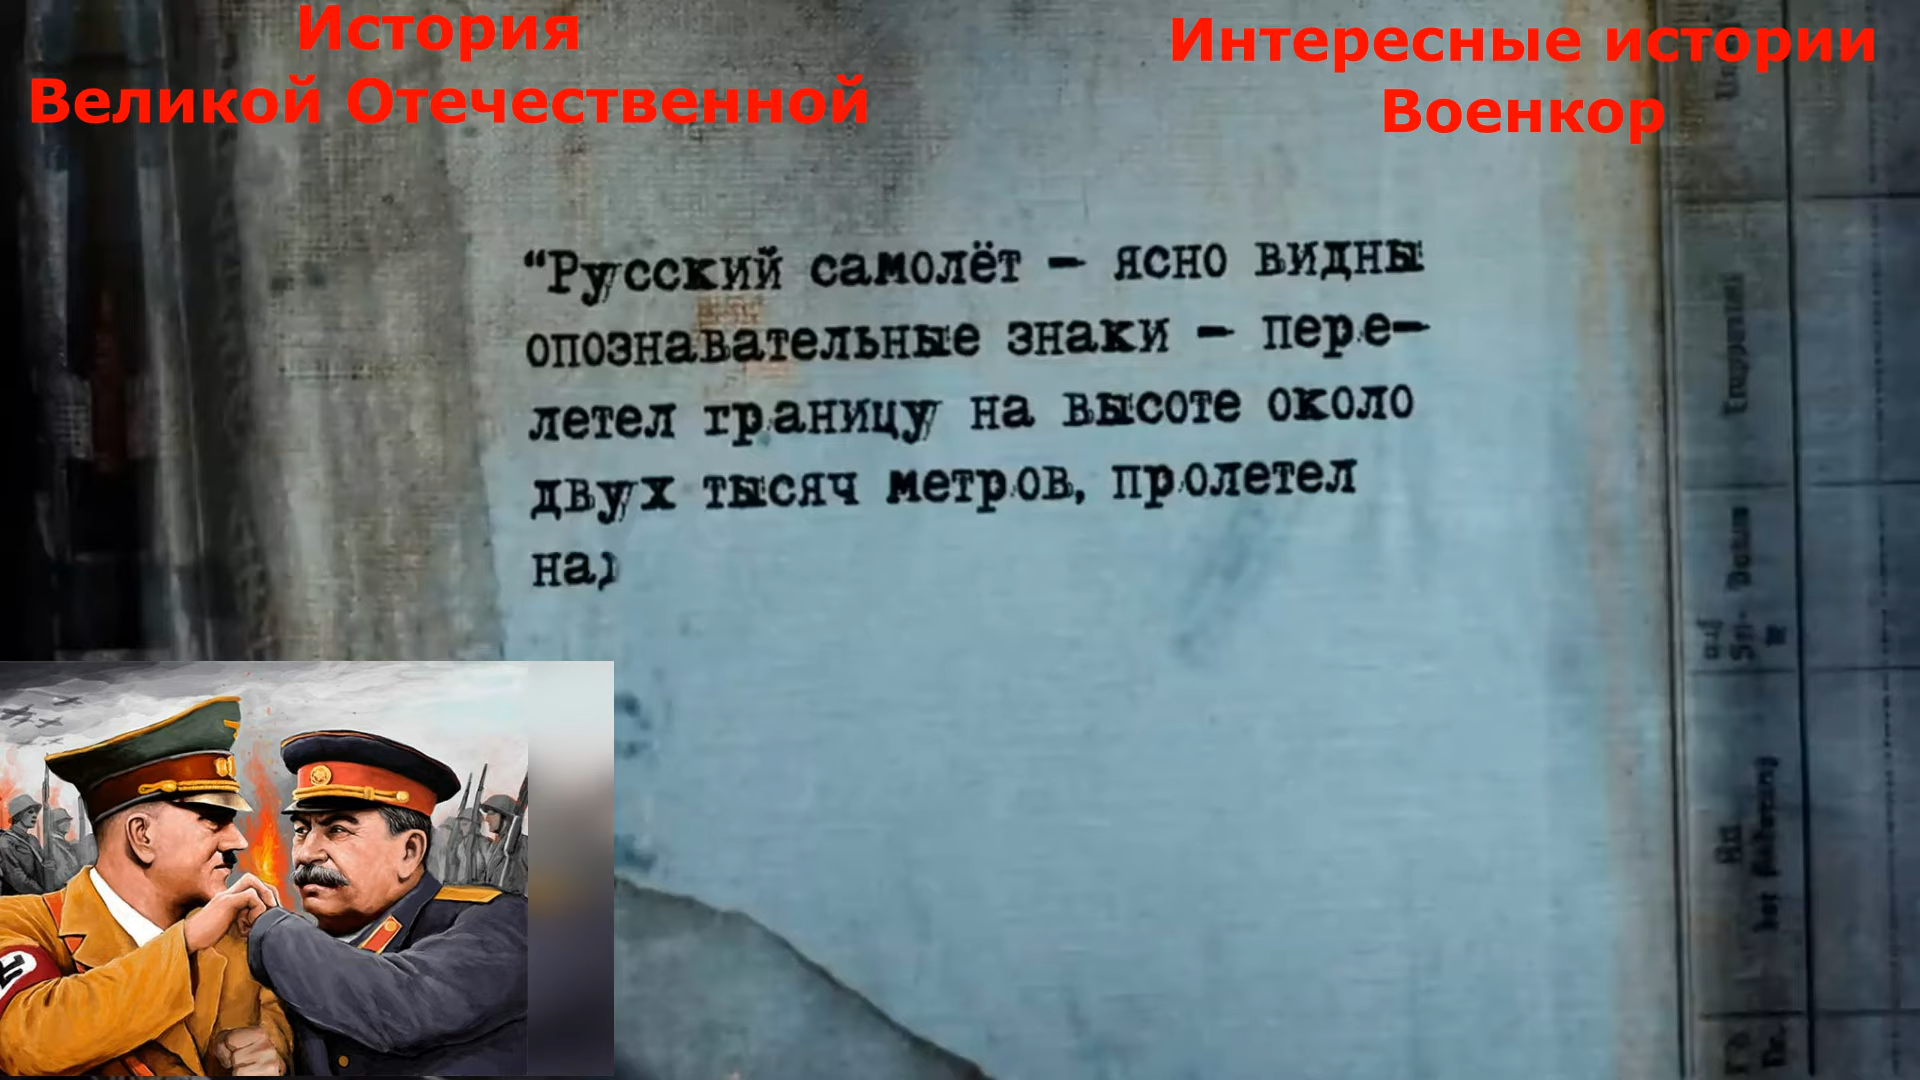 История
Великой Отечественной
Интересные истории
Военкор
“Русский самолёт — ясно видны
опознавательные знаки — пере—
летел границу на высоте около
двух тысяч метров, пролетел
над